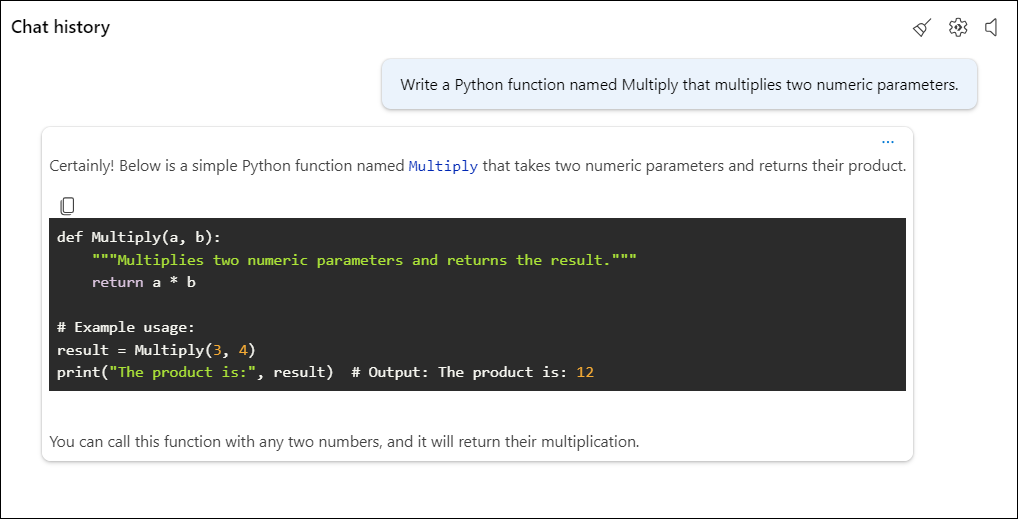 Chat history
Write a Python function named Multiply that multiplies two numeric parameters.
...
Certainly! Below is a simple Python function named Multiply that takes two numeric parameters and returns their product.
def Multiply(a, b):
    """Multiplies two numeric parameters and returns the result."""
    return a * b
# Example usage:
result = Multiply(3, 4)
print("The product is:", result)  # Output: The product is: 12
You can call this function with any two numbers, and it will return their multiplication.